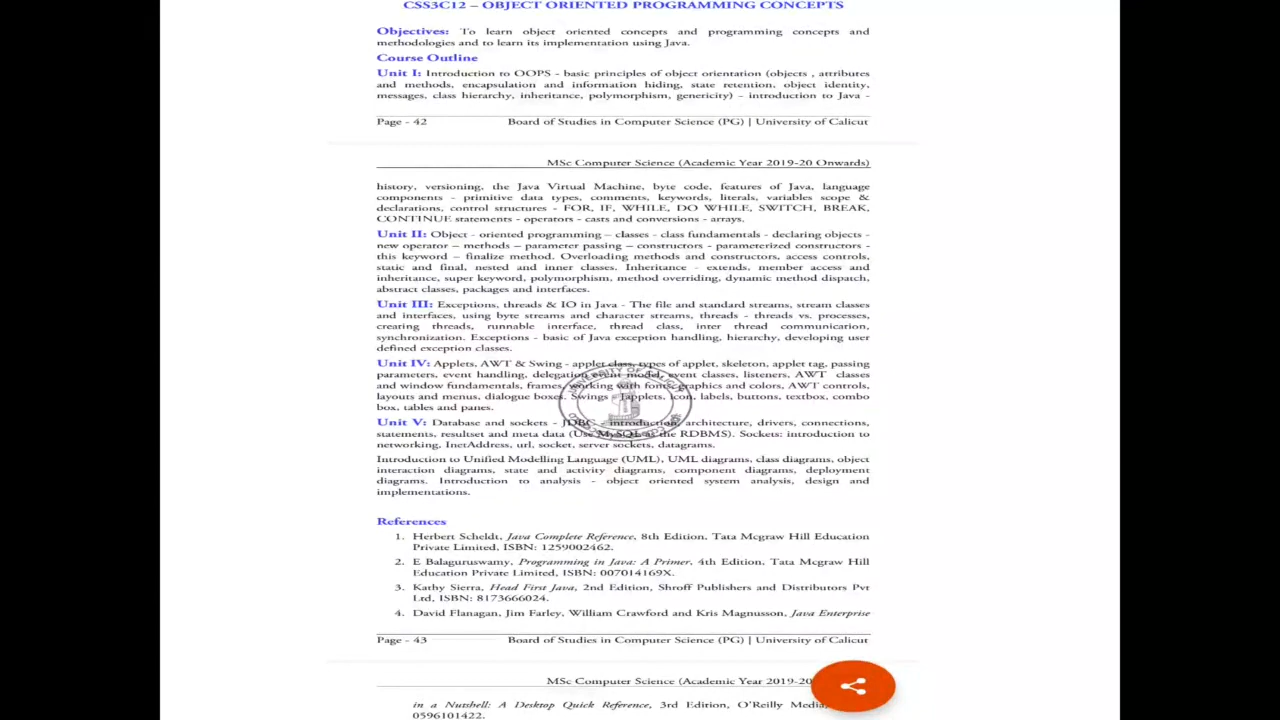 CSS3C12 – OBJECT ORIENTED PROGRAMMING CONCEPTS
Objectives: To learn object oriented concepts and programming concepts and
methodologies and to learn its implementation using Java.
Course Outline
Unit I: Introduction to OOPS - basic principles of object orientation (objects , attributes
and methods, encapsulation and information hiding, state retention, object identity,
messages, class hierarchy, inheritance, polymorphism, genericity) – introduction to Java -
Page - 42 Board of Studies in Computer Science (PG) | University of Calicut
MSc Computer Science (Academic Year 2019-20 Onwards)
history, versioning, the Java Virtual Machine, byte code, features of Java, language
components - primitive data types, comments, keywords, literals, variables scope &
declarations, control structures - FOR, IF, WHILE, DO WHILE, SWITCH, BREAK,
CONTINUE statements - operators - casts and conversions - arrays.
Unit II: Object - oriented programming – classes - class fundamentals - declaring objects -
new operator – methods – parameter passing – constructors - parameterized constructors -
this keyword – finalize method. Overloading methods and constructors, access controls,
static and final, nested and inner classes. Inheritance - extends, member access and
inheritance, super keyword, polymorphism, method overriding, dynamic method dispatch,
abstract classes, packages and interfaces.
Unit III: Exceptions, threads & IO in Java - The file and standard streams, stream classes
and interfaces, using byte streams and character streams, threads - threads vs. processes,
creating threads, runnable interface, thread class, inter thread communication,
synchronization. Exceptions - basic of Java exception handling, hierarchy, developing user
defined exception classes.
Unit IV: Applets, AWT & Swing - applet class, types of applet, skeleton, applet tag, passing
parameters, event handling, delegation event model, event classes, listeners, AWT classes
and window fundamentals, frames, working with fonts, graphics and colors, AWT controls,
layouts and menus, dialogue boxes. Swings - Japplets, icon, labels, buttons, textbox, combo
box, tables and panes.
Unit V: Database and sockets - JDBC - introduction, architecture, drivers, connections,
statements, resultset and meta data (Use MySQL as the RDBMS). Sockets: introduction to
networking, InetAddress, url, socket, server sockets, datagrams.
Introduction to Unified Modelling Language (UML), UML diagrams, class diagrams, object
interaction diagrams, state and activity diagrams, component diagrams, deployment
diagrams. Introduction to analysis - object oriented system analysis, design and
implementations.
References
1. Herbert Scheldt, Java Complete Reference, 8th Edition, Tata Mcgraw Hill Education
Private Limited, ISBN: 1259002462.
2. E Balaguruswamy, Programming in Java: A Primer, 4th Edition, Tata Mcgraw Hill
Education Private Limited, ISBN: 007014169X.
3. Kathy Sierra, Head First Java, 2nd Edition, Shroff Publishers and Distributors Pvt
Ltd, ISBN: 8173666024.
4. David Flanagan, Jim Farley, William Crawford and Kris Magnusson, Java Enterprise
Page - 43 Board of Studies in Computer Science (PG) | University of Calicut
MSc Computer Science (Academic Year 2019-20
in a Nutshell: A Desktop Quick Reference, 3rd Edition, O'Reilly Media,
0596101422.